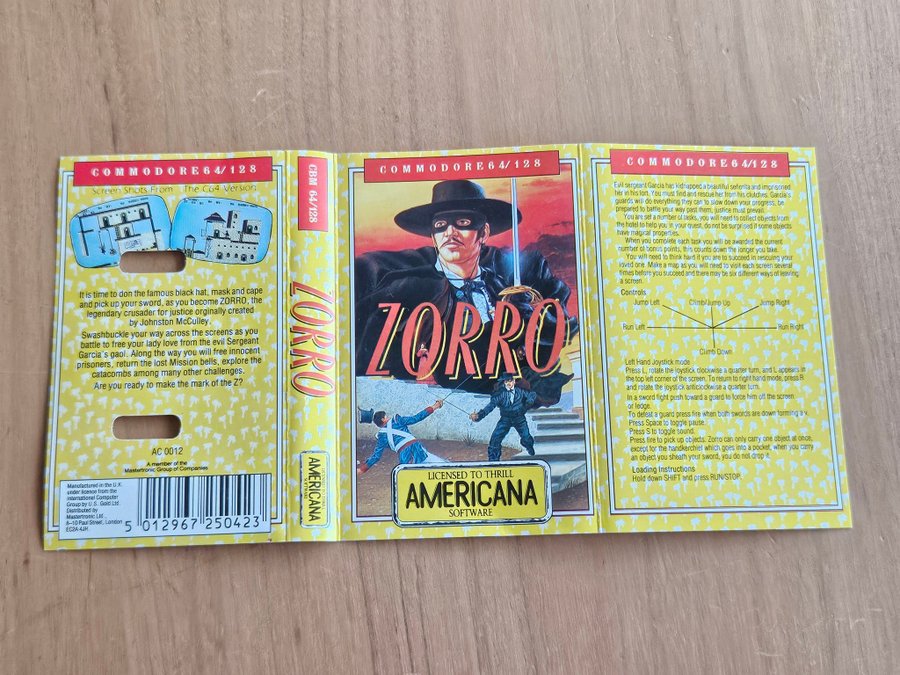 COMMODORE 64/128
Screen Shots From The C64 Version
It is time to don the famous black hat, mask and cape
and pick up your sword, as you become ZORRO, the
legendary crusader for justice orginally created
by Johnston McCulley.
Swashbuckle your way across the screens as you
battle to free your lady love from the evil Sergeant
Garcia's gaol. Along the way you will free innocent
prisoners, return the lost Mission bells, explore the
catacombs among many other challenges.
Are you ready to make the mark of the Z?
AC 0012
A member of the
Mastertronic Group of Companies
Manufactured in the U.K.
under licence from the
International Computer
Group by U.S. Gold Ltd.
Distributed by
Mastertronic Ltd.,
8-10 Paul Street, London
EC2A 4JH.
5 012967 250423
CBM 64/128
ZORRO
LICENSED TO THRILL
AMERICANA
SOFTWARE
COMMODORE 64/128
ZORRO
LICENSED TO THRILL
AMERICANA
SOFTWARE
COMMODORE 64/128
Evil sergeant Garcia has kidnapped a beautiful señorita and imprisoned
her in his fort. You must find and rescue her from his clutches. Garcia's
guards will do everything they can to slow down your progress, be
prepared to battle your way past them, justice must prevail.
You are set a number of tasks, you will need to collect objects from
the hotel to help you in your quest, do not be surprised if some objects
have magical properties.
When you complete each task you will be awarded the current
number of bonus points, this counts down the longer you take.
You will need to think hard if you are to succeed in rescuing your
loved one. Make a map as you will need to visit each screen several
times before you succeed and there may be six different ways of leaving
a screen.
Controls
Jump Left Climb/Jump Up Jump Right
Run Left Run Right
Climb Down
Left Hand Joystick mode
Press L, rotate the joystick clockwise a quarter turn, and L appears in
the top left corner of the screen. To return to right hand mode, press R
and rotate the joystick anticlockwise a quarter turn.
In a sword fight push toward a guard to force him off the screen
or ledge.
To defeat a guard press fire when both swords are down forming a v.
Press Space to toggle pause.
Press S to toggle sound.
Press fire to pick up objects. Zorro can only carry one object at once,
except for the handkerchief which goes into a pocket, when you carry
an object you sheath your sword, you do not drop it.
Loading Instructions
Hold down SHIFT and press RUN/STOP.